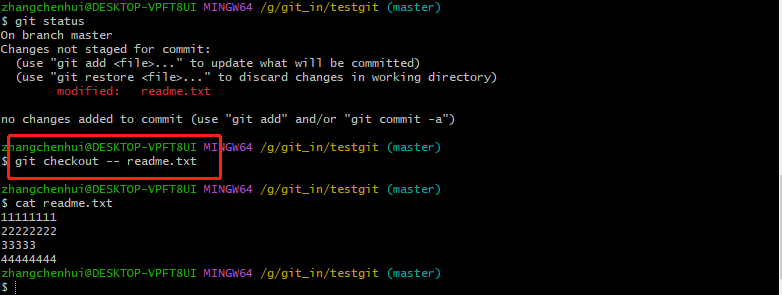 zhangchenhui@DESKTOP-VPFT8UI MINGW64 /g/git_in/testgit (master)
$ git status
On branch master
Changes not staged for commit:
  (use "git add <file>..." to update what will be committed)
  (use "git restore <file>..." to discard changes in working directory)
        modified:   readme.txt

no changes added to commit (use "git add" and/or "git commit -a")

zhangchenhui@DESKTOP-VPFT8UI MINGW64 /g/git_in/testgit (master)
$ git checkout -- readme.txt

zhangchenhui@DESKTOP-VPFT8UI MINGW64 /g/git_in/testgit (master)
$ cat readme.txt
11111111
22222222
33333
44444444
zhangchenhui@DESKTOP-VPFT8UI MINGW64 /g/git_in/testgit (master)
$